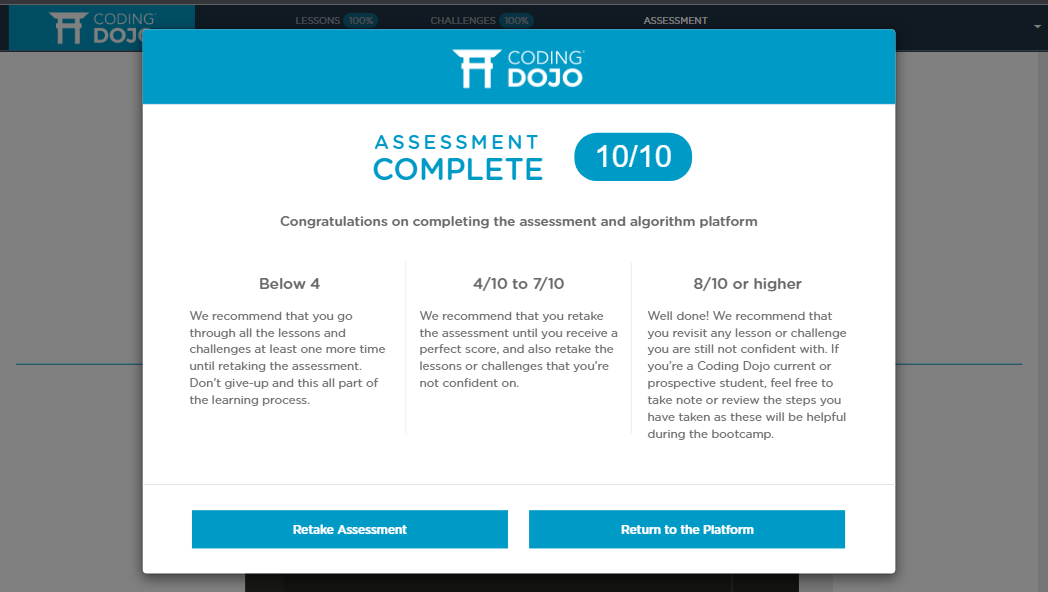 CODING
DOJO
LESSONS 100%
CHALLENGES 100%
ASSESSMENT
CODING
DOJO
ASSESSMENT
COMPLETE
10/10
Congratulations on completing the assessment and algorithm platform
Below 4
We recommend that you go
through all the lessons and
challenges at least one more time
until retaking the assessment.
Don't give-up and this all part of
the learning process.
4/10 to 7/10
We recommend that you retake
the assessment until you receive a
perfect score, and also retake the
lessons or challenges that you're
not confident on.
8/10 or higher
Well done! We recommend that
you revisit any lesson or challenge
you are still not confident with. If
you're a Coding Dojo current or
prospective student, feel free to
take note or review the steps you
have taken as these will be helpful
during the bootcamp.
Retake Assessment
Return to the Platform